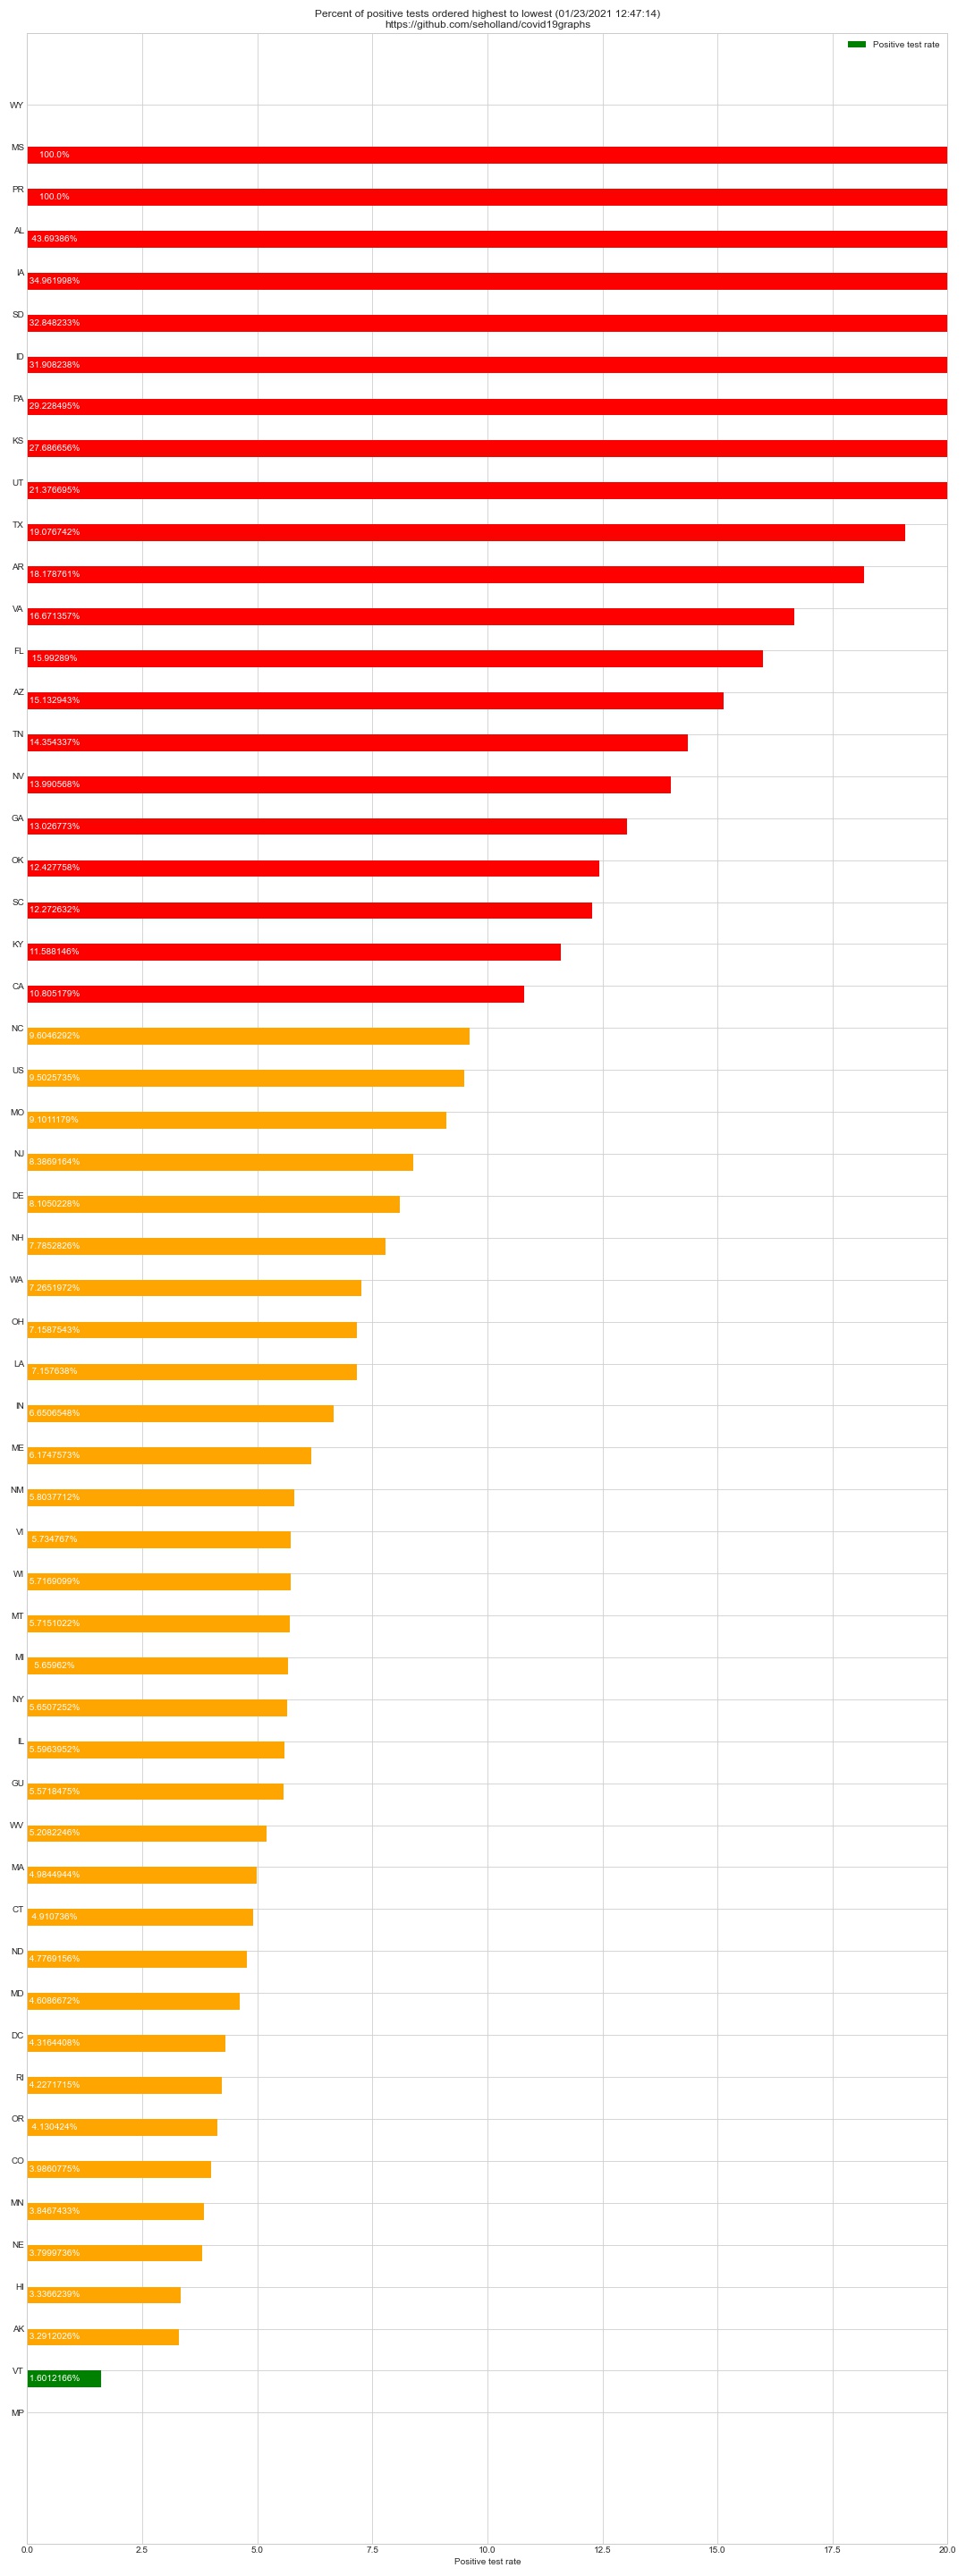 Percent of positive tests ordered highest to lowest (01/23/2021 12:47:14)
https://github.com/seholland/covid19graphs
Positive test rate
WY
MS 100.0%
PR 100.0%
AL 43.69386%
IA 34.961998%
SD 32.848233%
ID 31.908238%
PA 29.228495%
KS 27.686656%
UT 21.376695%
TX 19.076742%
AR 18.178761%
VA 16.671357%
FL 15.99289%
AZ 15.132943%
TN 14.354337%
NV 13.990568%
GA 13.026773%
OK 12.427758%
SC 12.272632%
KY 11.588146%
CA 10.805179%
NC 9.6046292%
US 9.5025735%
MO 9.1011179%
NJ 8.3869164%
DE 8.1050228%
NH 7.7852826%
WA 7.2651972%
OH 7.1587543%
LA 7.157638%
IN 6.6506548%
ME 6.1747573%
NM 5.8037712%
VI 5.734767%
WI 5.7169099%
MT 5.7151022%
MI 5.65962%
NY 5.6507252%
IL 5.5963952%
GU 5.5718475%
WV 5.2082246%
MA 4.9844944%
CT 4.910736%
ND 4.7769156%
MD 4.6086672%
DC 4.3164408%
RI 4.2271715%
OR 4.130424%
CO 3.9860775%
MN 3.8467433%
NE 3.7999736%
HI 3.3366239%
AK 3.2912026%
VT 1.6012166%
MP
0.0 2.5 5.0 7.5 10.0 12.5 15.0 17.5 20.0
Positive test rate